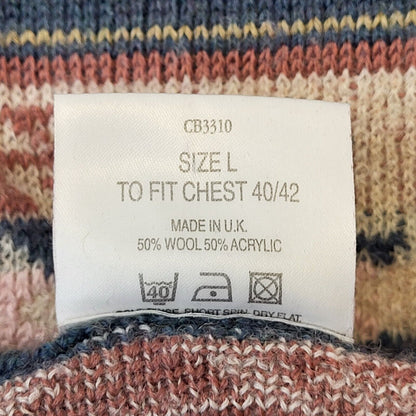 CB3310
SIZE L
TO FIT CHEST 40/42
MADE IN U.K.
50% WOOL 50% ACRYLIC
40
SHORT SPIN. DRY FLAT.